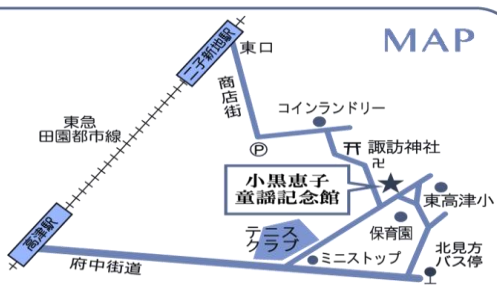 MAP
二子新地駅
東口
商店街
コインランドリー
東急
田園都市線
Ⓟ
諏訪神社
卍
小黒恵子
童謡記念館
東高津小
高津駅
テニス
クラブ
保育園
北見方
バス停
ミニストップ
府中街道